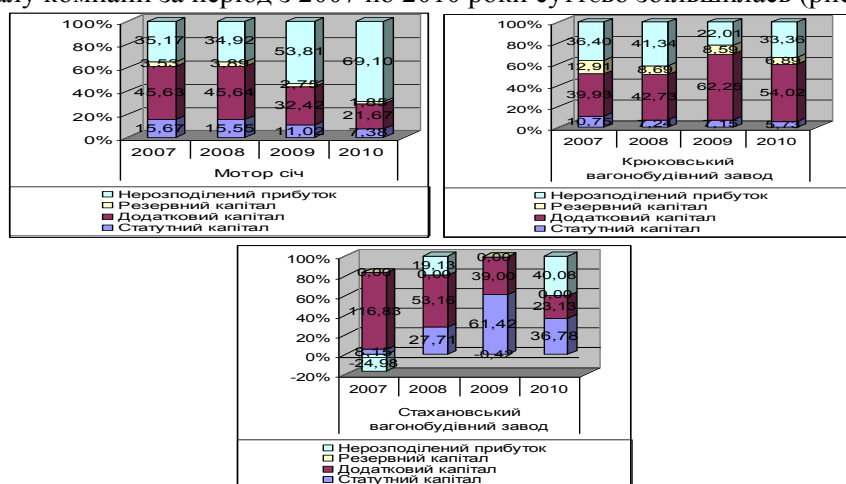 алу компанії за період з 2007 по 2010 роки суттєво збільшилась (рис
100%
80%
60%
40%
20%
0%
35,17 34,92 53,81 69,10
3,53 3,89 2,75 1,85
45,63 45,64 32,42 21,67
15,67 15,55 11,02 7,38
2007 2008 2009 2010
Мотор січ
Нерозподілений прибуток
Резервний капітал
Додатковий капітал
Статутний капітал
100%
80%
60%
40%
20%
0%
36,40 41,34 22,01 33,36
12,91 8,69 8,59 6,89
39,93 42,73 62,25 54,02
10,75 7,24 7,15 5,73
2007 2008 2009 2010
Крюковський
вагонобудівний завод
Нерозподілений прибуток
Резервний капітал
Додатковий капітал
Статутний капітал
100%
80%
60%
40%
20%
0%
-20%
0,00 19,13 0,00 40,08
116,83 0,00 39,00 0,00
8,15 53,16 61,42 23,13
-24,98 27,71 -0,42 36,78
2007 2008 2009 2010
Стахановський
вагонобудівний завод
Нерозподілений прибуток
Резервний капітал
Додатковий капітал
Статутний капітал